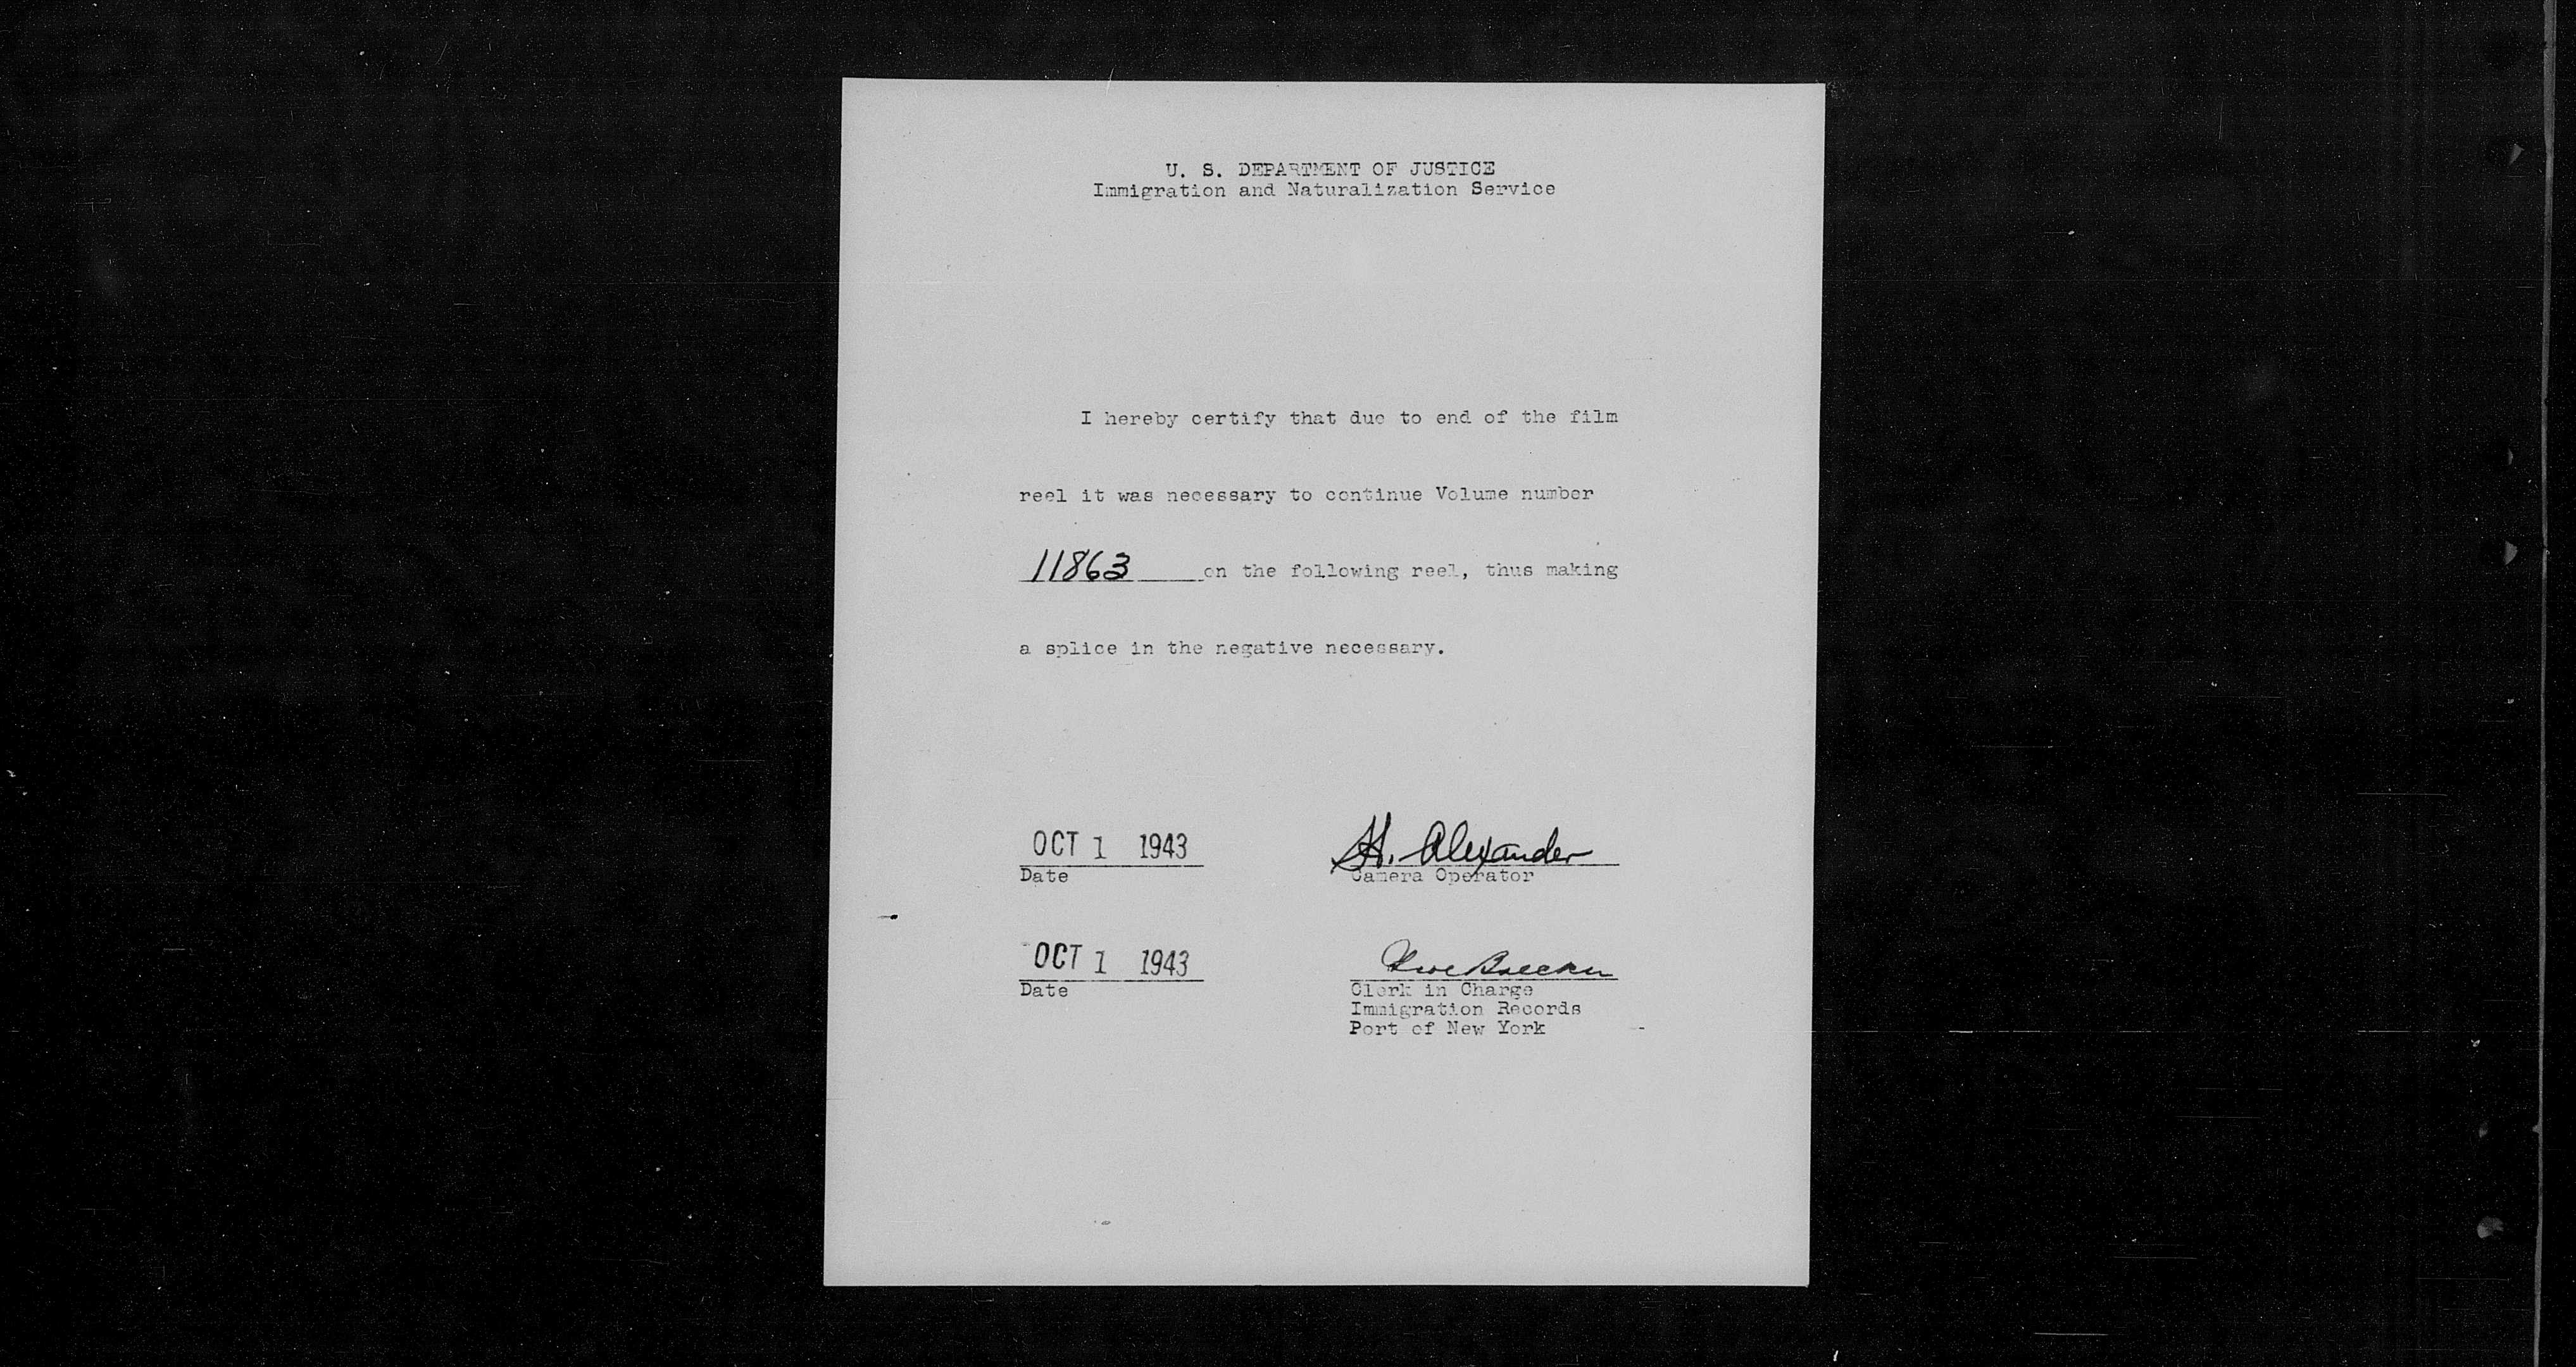 U. S. DEPARTMENT OF JUSTICE
Immigration and Naturalization Service
I hereby certify that due to end of the film
reel it was necessary to continue Volume number
11863 on the following reel, thus making
a splice in the negative necessary.
OCT 1 1943
Date
H. Alexander
Camera Operator
OCT 1 1943
Date
Clerk in Charge
Immigration Records
Port of New York